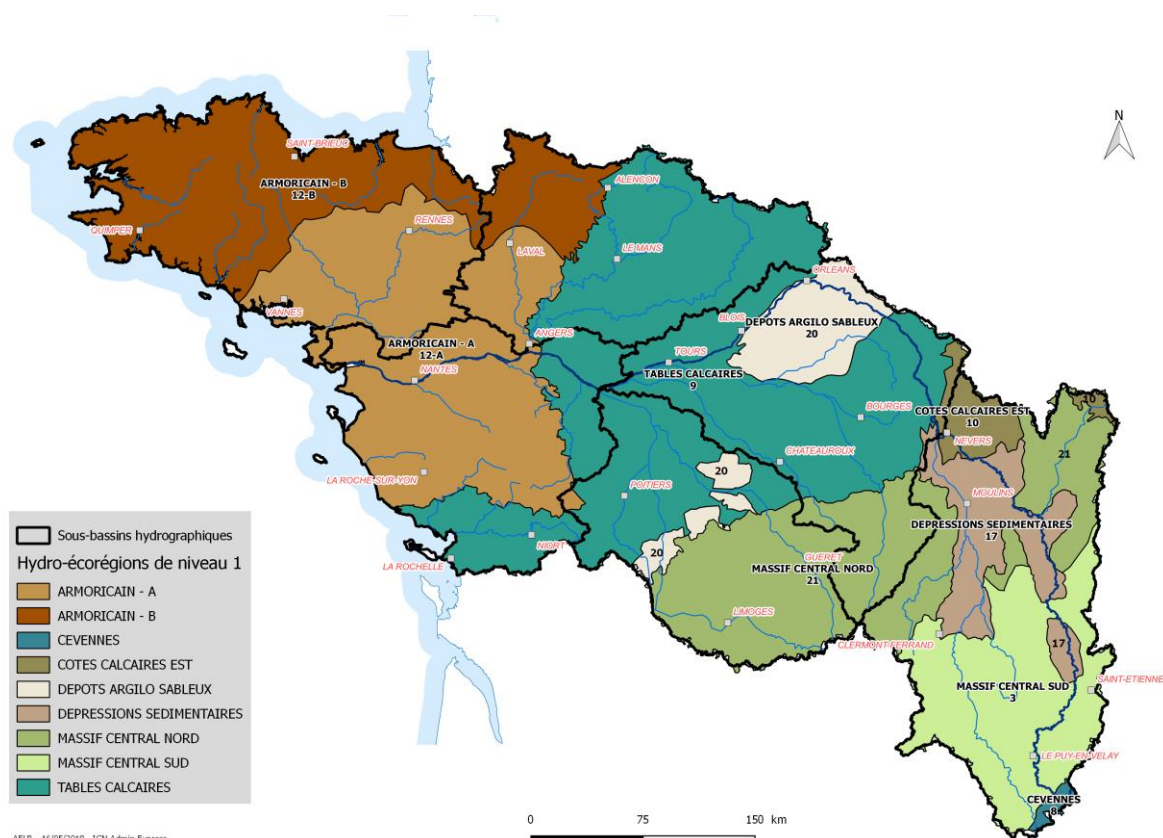 N
SAINT-BRIEUC
ALENCON
ARMORICAIN - B
12-B
QUIMPER
RENNES
LAVAL
LE MANS
ORLEANS
VANNES
BLOIS
DEPOTS ARGILO SABLEUX
20
ANGERS
ARMORICAIN - A
12-A
TOURS
TABLES CALCAIRES
9
NANTES
10
BOURGES
COTES CALCAIRES EST
10
NEVERS
21
CHATEAUROUX
20
LA ROCHE-SUR-YON
POITIERS
MOULINS
DEPRESSIONS SEDIMENTAIRES
17
NIORT
20
LA ROCHELLE
GUERET
MASSIF CENTRAL NORD
21
LIMOGES
CLERMONT-FERRAND
17
SAINT-ETIENNE
MASSIF CENTRAL SUD
3
LE PUY-EN-VELAY
CEVENNES
8
Sous-bassins hydrographiques
Hydro-écorégions de niveau 1
ARMORICAIN - A
ARMORICAIN - B
CEVENNES
COTES CALCAIRES EST
DEPOTS ARGILO SABLEUX
DEPRESSIONS SEDIMENTAIRES
MASSIF CENTRAL NORD
MASSIF CENTRAL SUD
TABLES CALCAIRES
0 75 150 km